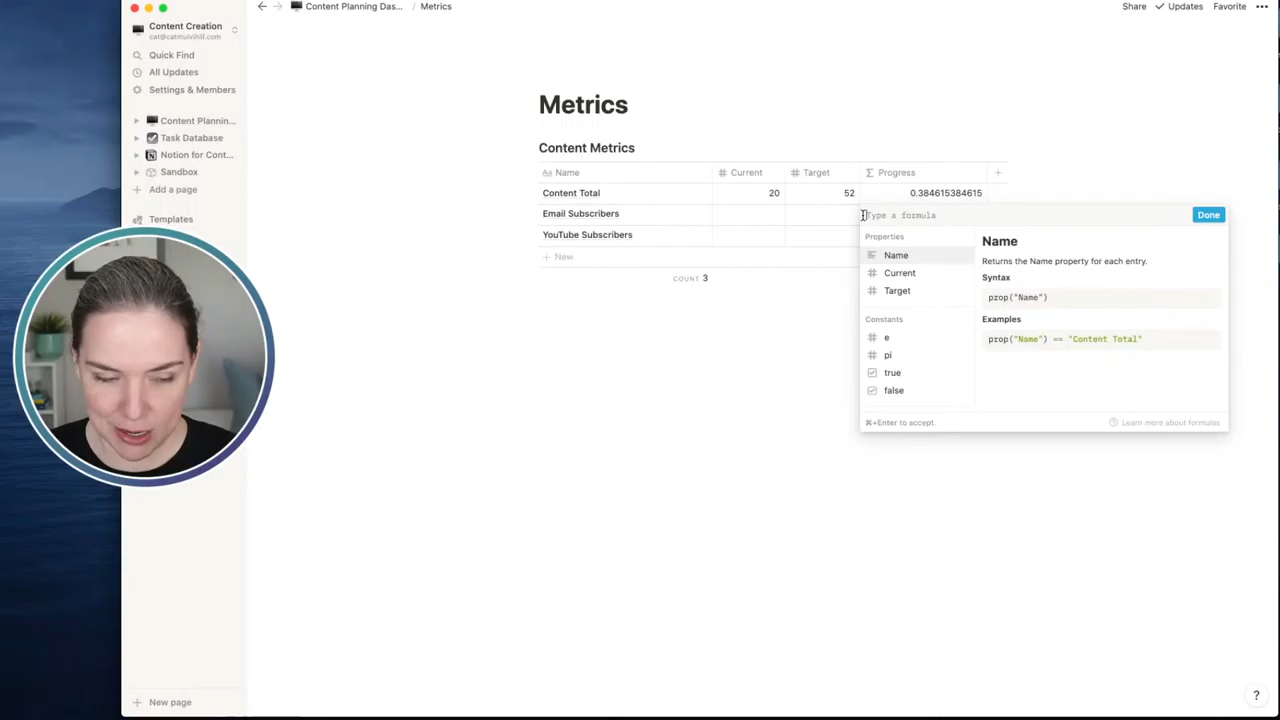 Content Planning Das... / Metrics
Share Updates Favorite •••
Content Creation
cat@catmulvihill.com
Quick Find
All Updates
Settings & Members
Content Plannin...
Task Database
Notion for Cont...
Sandbox
Add a page
Templates
New page
Metrics
Content Metrics
Aa Name # Current # Target Σ Progress +
Content Total 20 52 0.384615384615
Email Subscribers
YouTube Subscribers
+ New
COUNT 3
Type a formula Done
Properties
Name
Current
Target
Constants
e
pi
true
false
Name
Returns the Name property for each entry.
Syntax
prop("Name")
Examples
prop("Name") == "Content Total"
⌘+Enter to accept.
Learn more about formulas
?